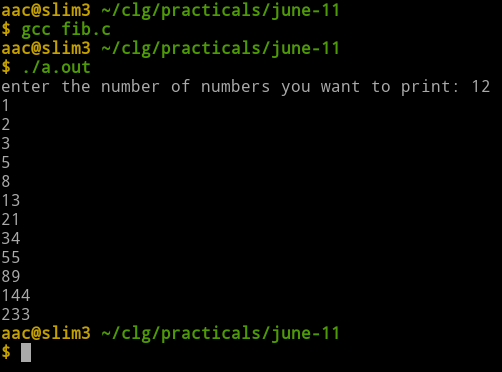 aac@slim3 ~/clg/practicals/june-11
$ gcc fib.c
aac@slim3 ~/clg/practicals/june-11
$ ./a.out
enter the number of numbers you want to print: 12
1
2
3
5
8
13
21
34
55
89
144
233
aac@slim3 ~/clg/practicals/june-11
$